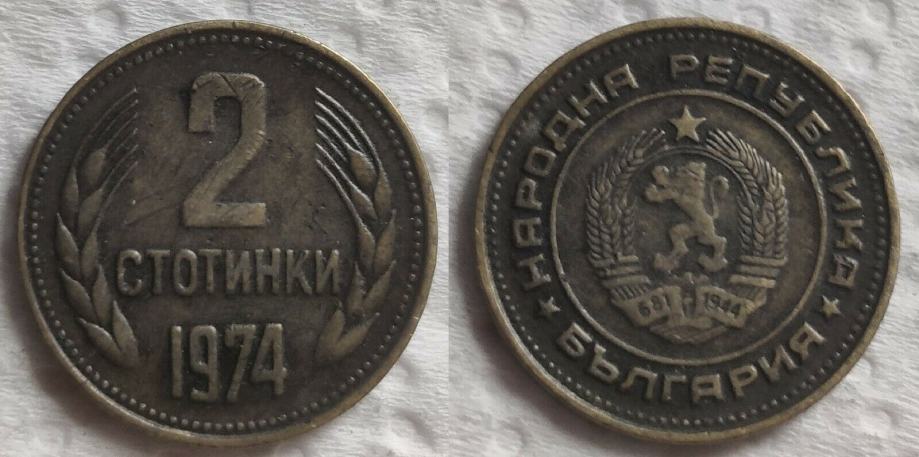 2
СТОТИНКИ
1974
НАРОДНА РЕПУБЛИКА
БЪЛГАРИЯ
681 1944